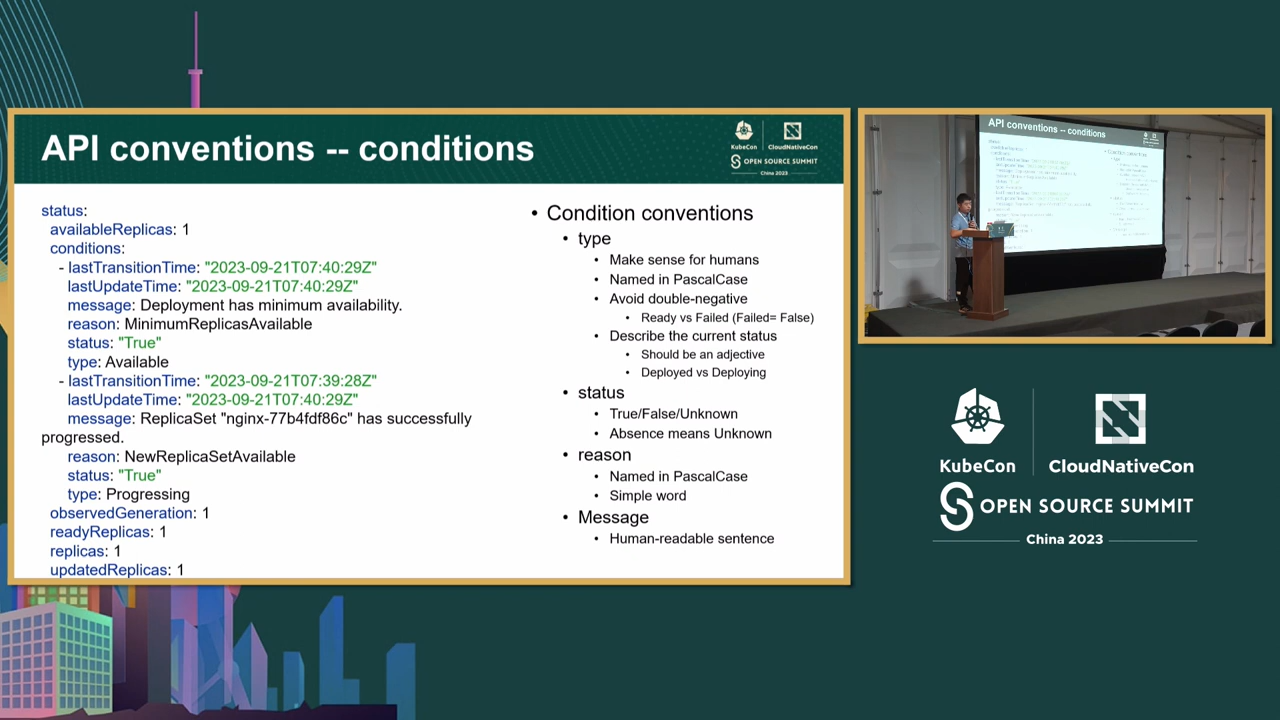 API conventions -- conditions
KubeCon
CloudNativeCon
OPEN SOURCE SUMMIT
China 2023
status:
availableReplicas: 1
conditions:
- lastTransitionTime: "2023-09-21T07:40:29Z"
lastUpdateTime: "2023-09-21T07:40:29Z"
message: Deployment has minimum availability.
reason: MinimumReplicasAvailable
status: "True"
type: Available
- lastTransitionTime: "2023-09-21T07:39:28Z"
lastUpdateTime: "2023-09-21T07:40:29Z"
message: ReplicaSet "nginx-77b4fdf86c" has successfully
progressed.
reason: NewReplicaSetAvailable
status: "True"
type: Progressing
observedGeneration: 1
readyReplicas: 1
replicas: 1
updatedReplicas: 1
• Condition conventions
• type
• Make sense for humans
• Named in PascalCase
• Avoid double-negative
• Ready vs Failed (Failed= False)
• Describe the current status
• Should be an adjective
• Deployed vs Deploying
• status
• True/False/Unknown
• Absence means Unknown
• reason
• Named in PascalCase
• Simple word
• Message
• Human-readable sentence
API conventions -- conditions
KubeCon
CloudNativeCon
OPEN SOURCE SUMMIT
China 2023